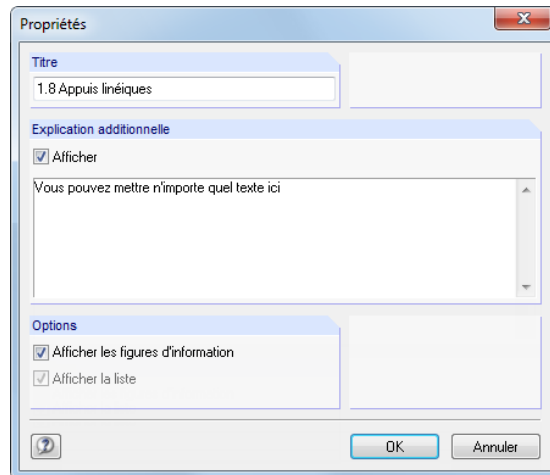 Propriétés
Titre
1.8 Appuis linéiques
Explication additionnelle
Afficher
Vous pouvez mettre n'importe quel texte ici
Options
Afficher les figures d'information
Afficher la liste
OK
Annuler